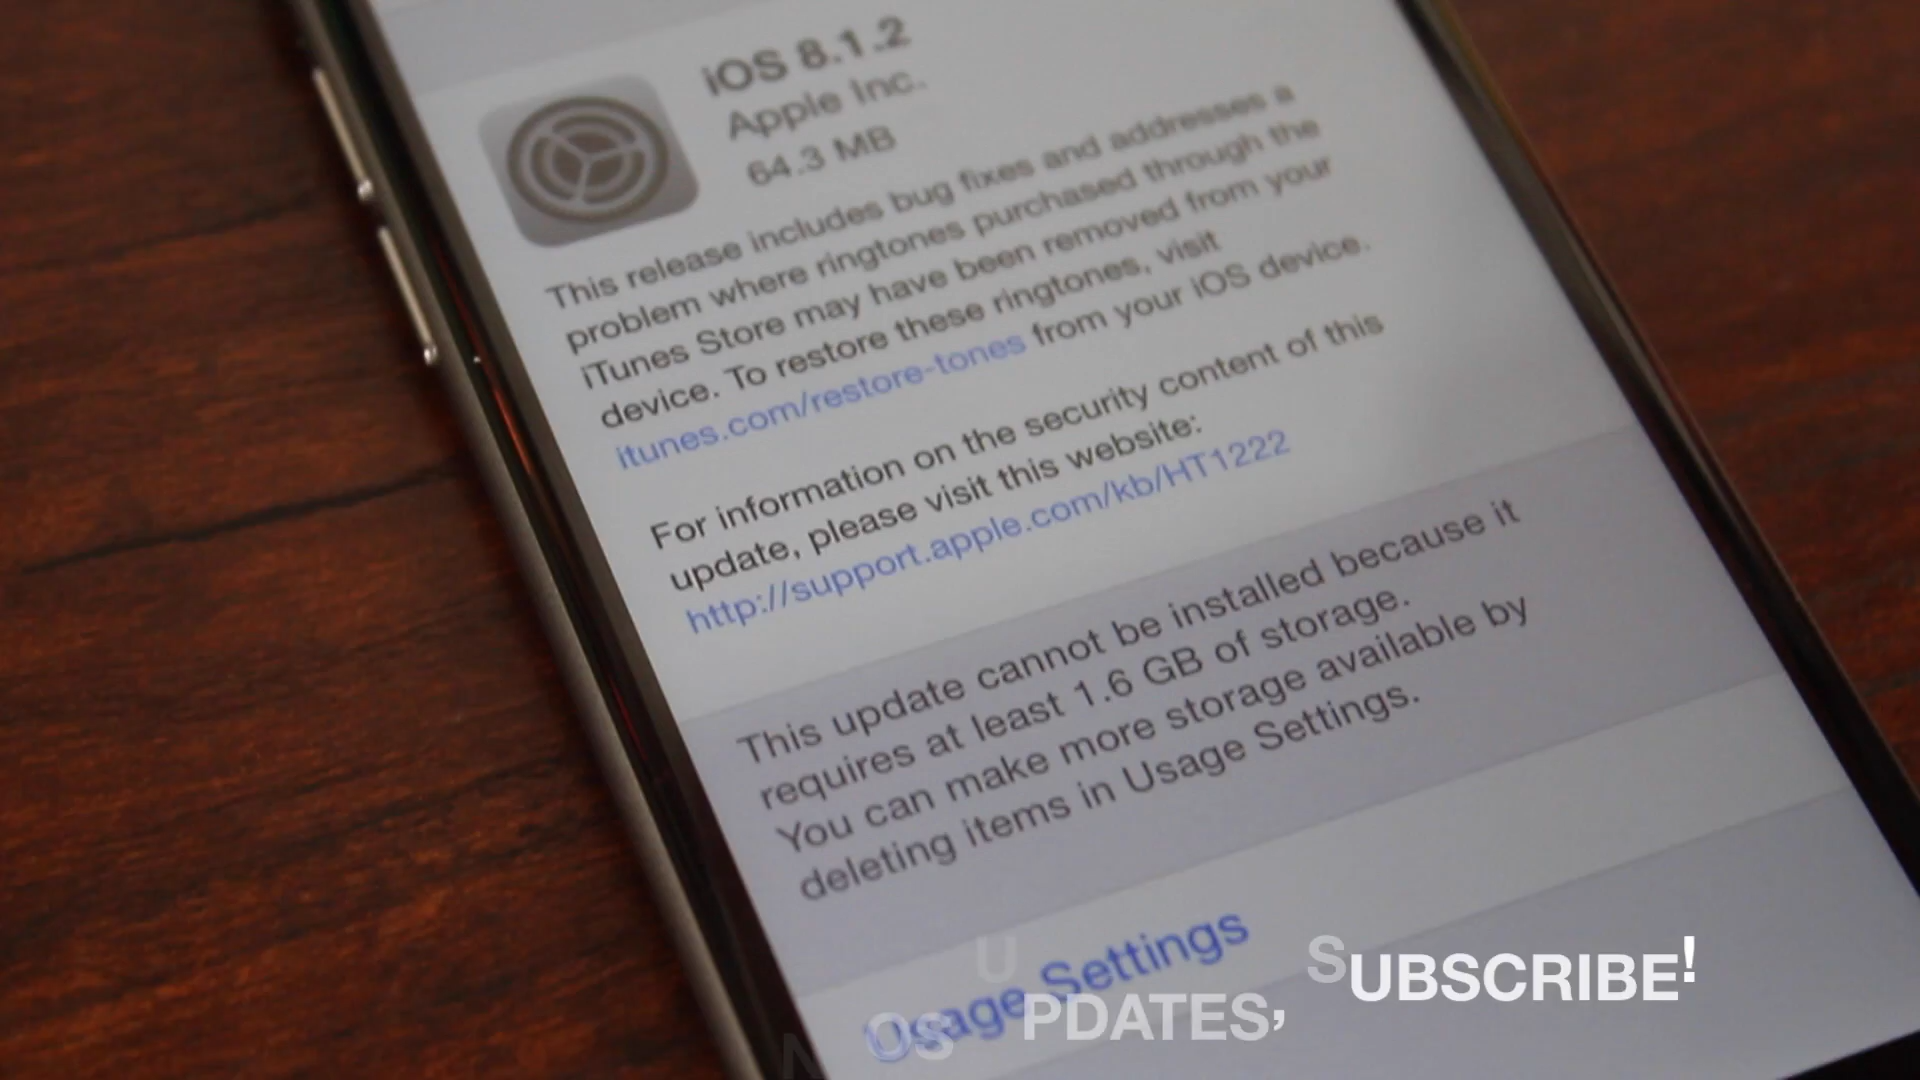 iOS 8.1.2
Apple Inc.
64.3 MB
This release includes bug fixes and addresses a
problem where ringtones purchased through the
iTunes Store may have been removed from your
device. To restore these ringtones, visit
itunes.com/restore-tones from your iOS device.
For information on the security content of this
update, please visit this website:
http://support.apple.com/kb/HT1222
This update cannot be installed because it
requires at least 1.6 GB of storage.
You can make more storage available by
deleting items in Usage Settings.
Usage Settings
UPDATES, SUBSCRIBE!